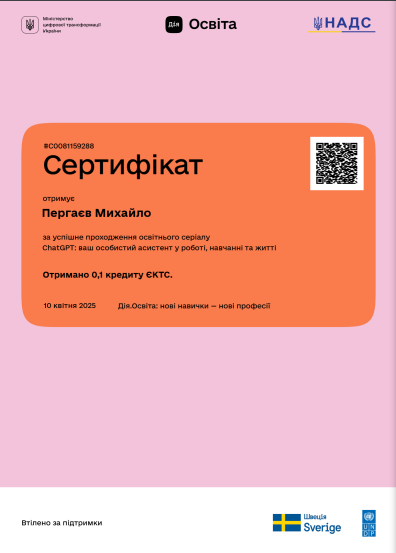 Міністерство
цифрової трансформації
України
Дія
Освіта
НАДС
#C0081159288
Сертифікат
отримує
Пергаєв Михайло
за успішне проходження освітнього серіалу
ChatGPT: ваш особистий асистент у роботі, навчанні та житті
Отримано 0,1 кредиту ЄКТС.
10 квітня 2025 Дія.Освіта: нові навички — нові професії
Втілено за підтримки
Швеція
Sverige
UN
DP